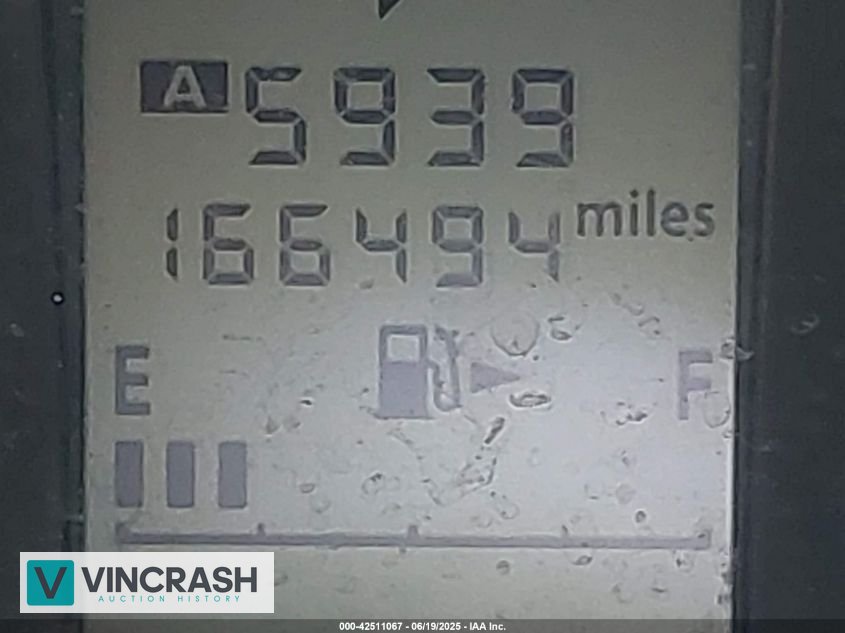 A 5939
166494 miles
E F
VINCRASH
AUCTION HISTORY
000-42511067 - 06/19/2025 - IAA Inc.